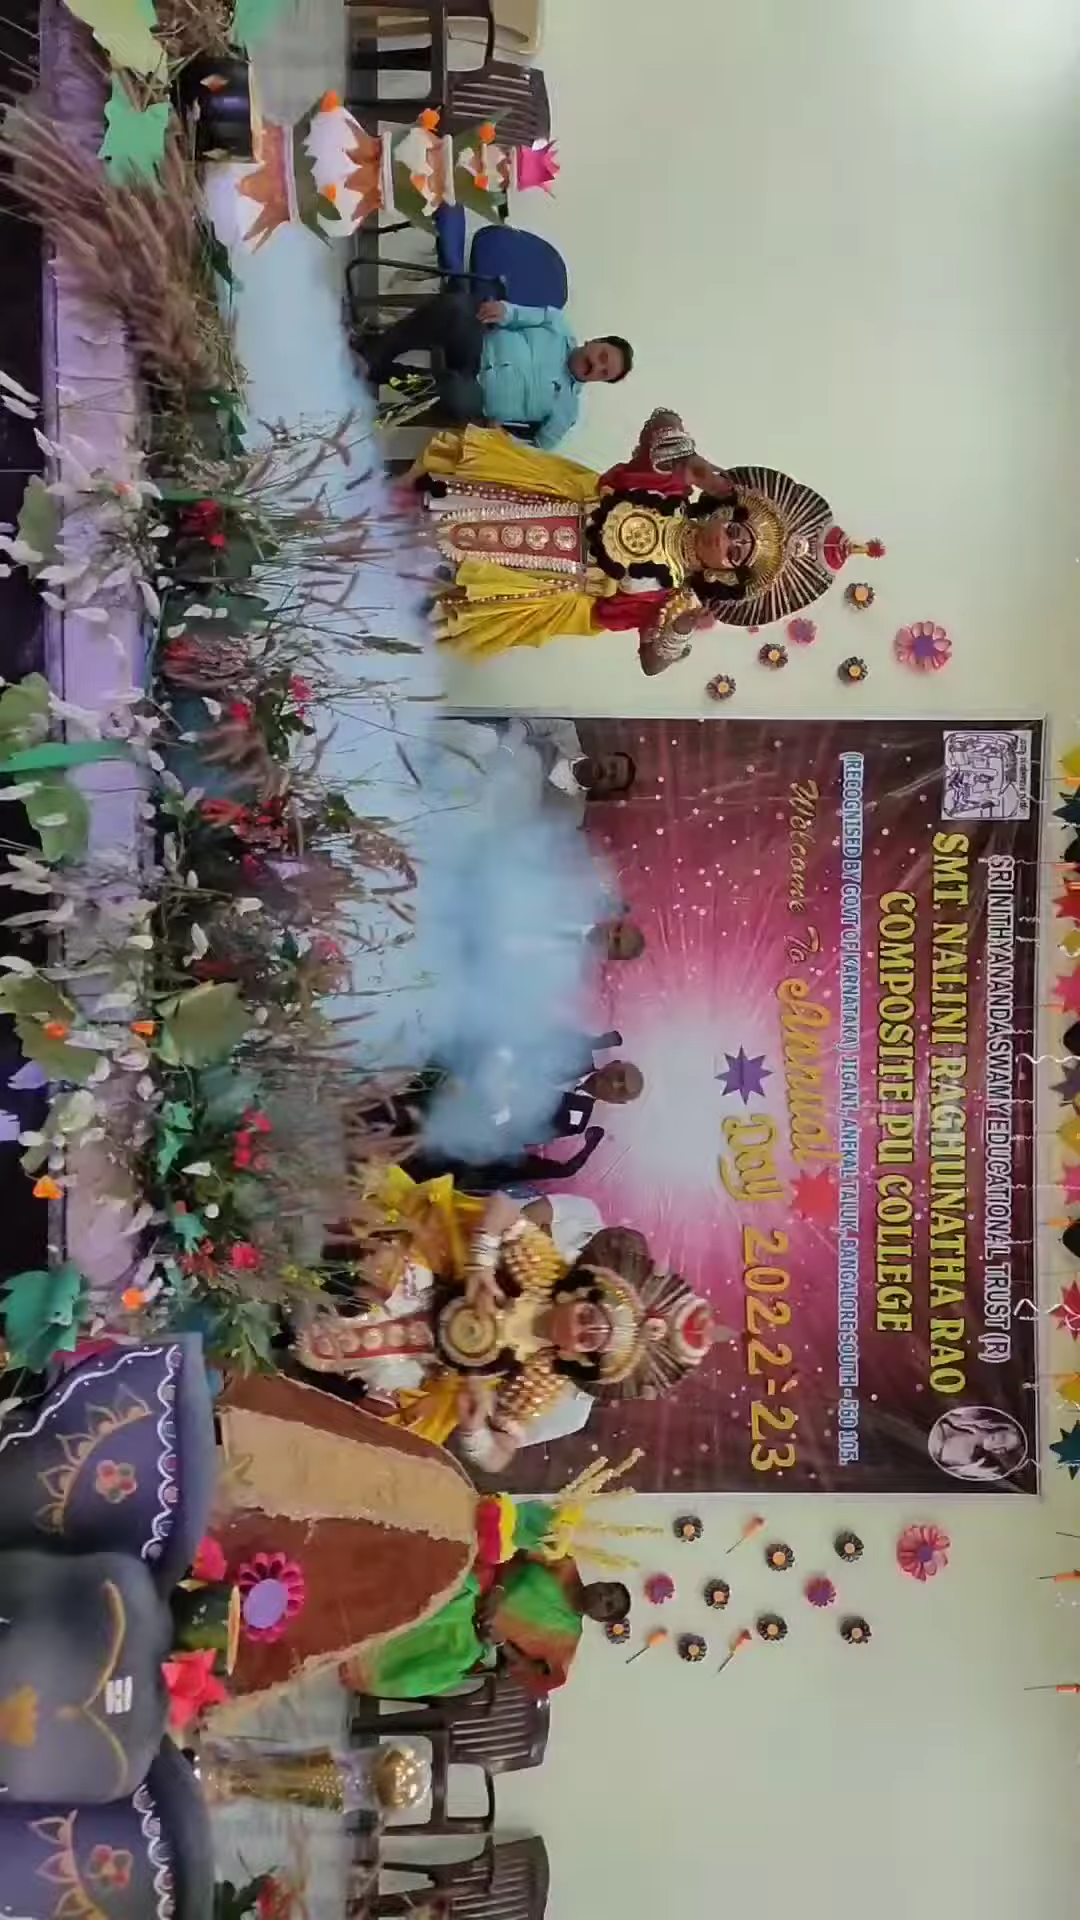 SRI NITHYANANDA SWAMY EDUCATIONAL TRUST (R)
SMT NALINI RAGHUNATHA RAO
COMPOSITE PU COLLEGE
(RECOGNISED BY GOVT OF KARNATAKA) JIGANI, ANEKAL TALUK, BANGALORE SOUTH - 560 105.
Welcome To Annual
Day 2022-23